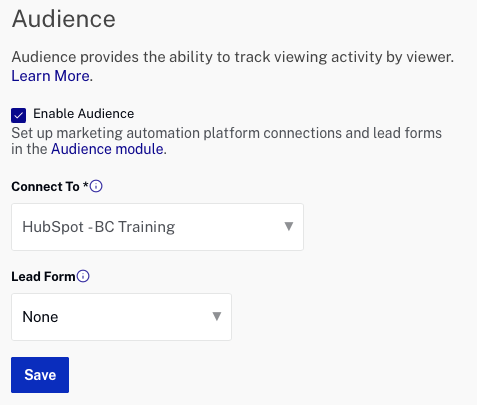 Audience
Audience provides the ability to track viewing activity by viewer.
Learn More.
Enable Audience
Set up marketing automation platform connections and lead forms
in the Audience module.
Connect To *
HubSpot - BC Training
Lead Form
None
Save